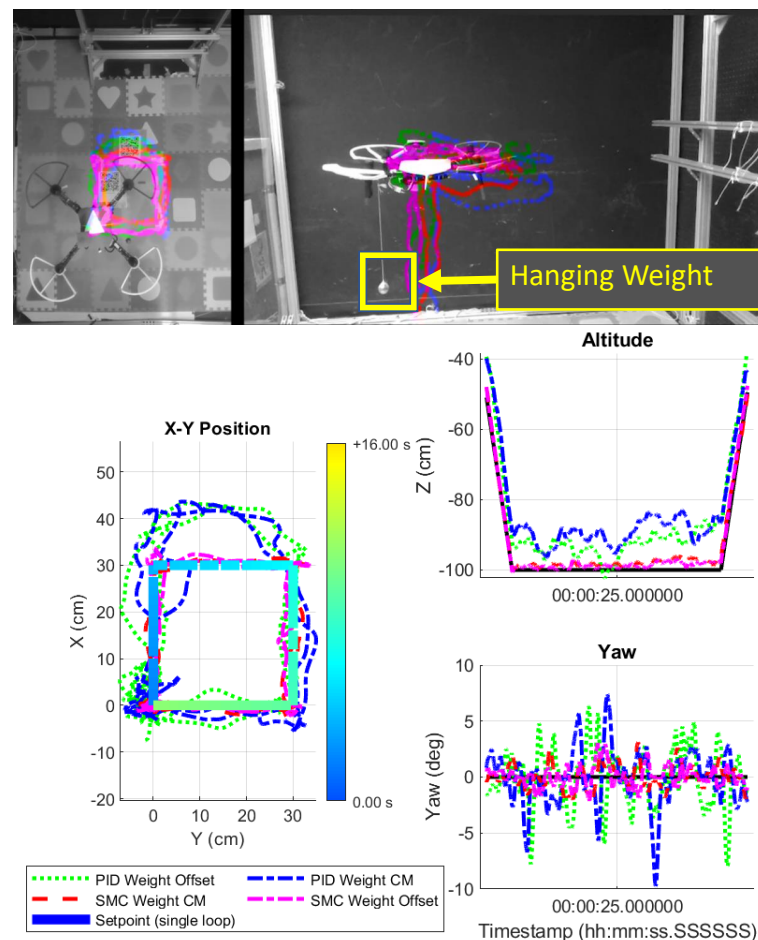 Hanging Weight
Altitude
-40
-60
-80
-100
Z (cm)
00:00:25.000000
X-Y Position
50
40
30
20
10
0
-10
-20
X (cm)
0
10
20
30
Y (cm)
+16.00 s
0.00 s
Yaw
10
5
0
-5
-10
Yaw (deg)
00:00:25.000000
Timestamp (hh:mm:ss.SSSSSS)
PID Weight Offset
PID Weight CM
SMC Weight CM
SMC Weight Offset
Setpoint (single loop)